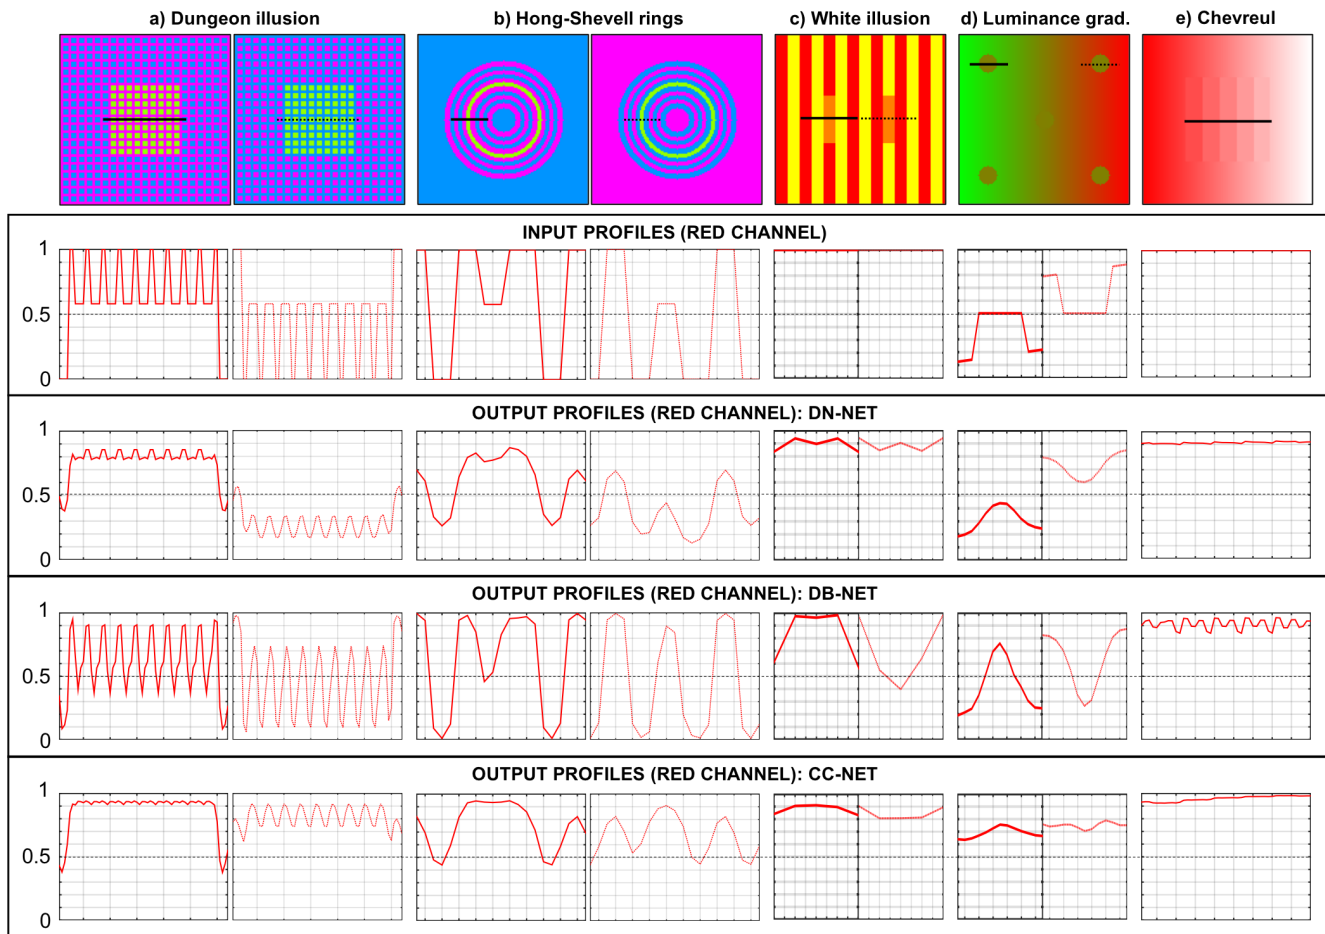 a) Dungeon illusion
b) Hong-Shevell rings
c) White illusion
d) Luminance grad.
e) Chevreul
INPUT PROFILES (RED CHANNEL)
1
0.5
0
OUTPUT PROFILES (RED CHANNEL): DN-NET
1
0.5
0
OUTPUT PROFILES (RED CHANNEL): DB-NET
1
0.5
0
OUTPUT PROFILES (RED CHANNEL): CC-NET
1
0.5
0